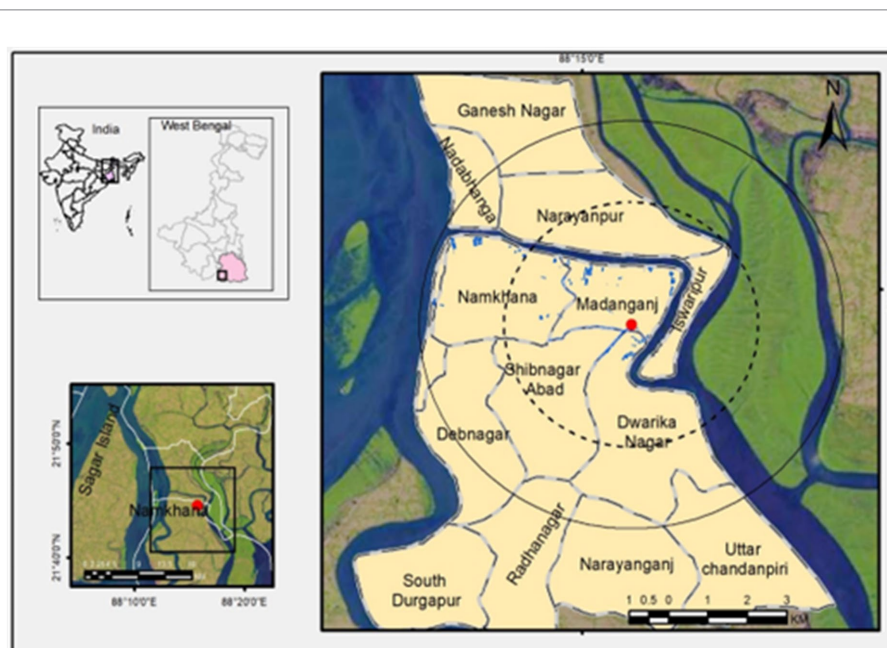 88°15'0"E
India
West Bengal
Ganesh Nagar
N
Nadabhanga
Narayanpur
Namkhana
Madanganj
Iswaripur
Shibnagar
Abad
Debnagar
Dwarika
Nagar
Radhanagar
Narayanganj
Uttar
chandanpiri
South
Durgapur
1 0.5 0 1 2 3
KM
21°50'0"N
21°40'0"N
Sagar Island
Namkhana
88°10'0"E
88°20'0"E